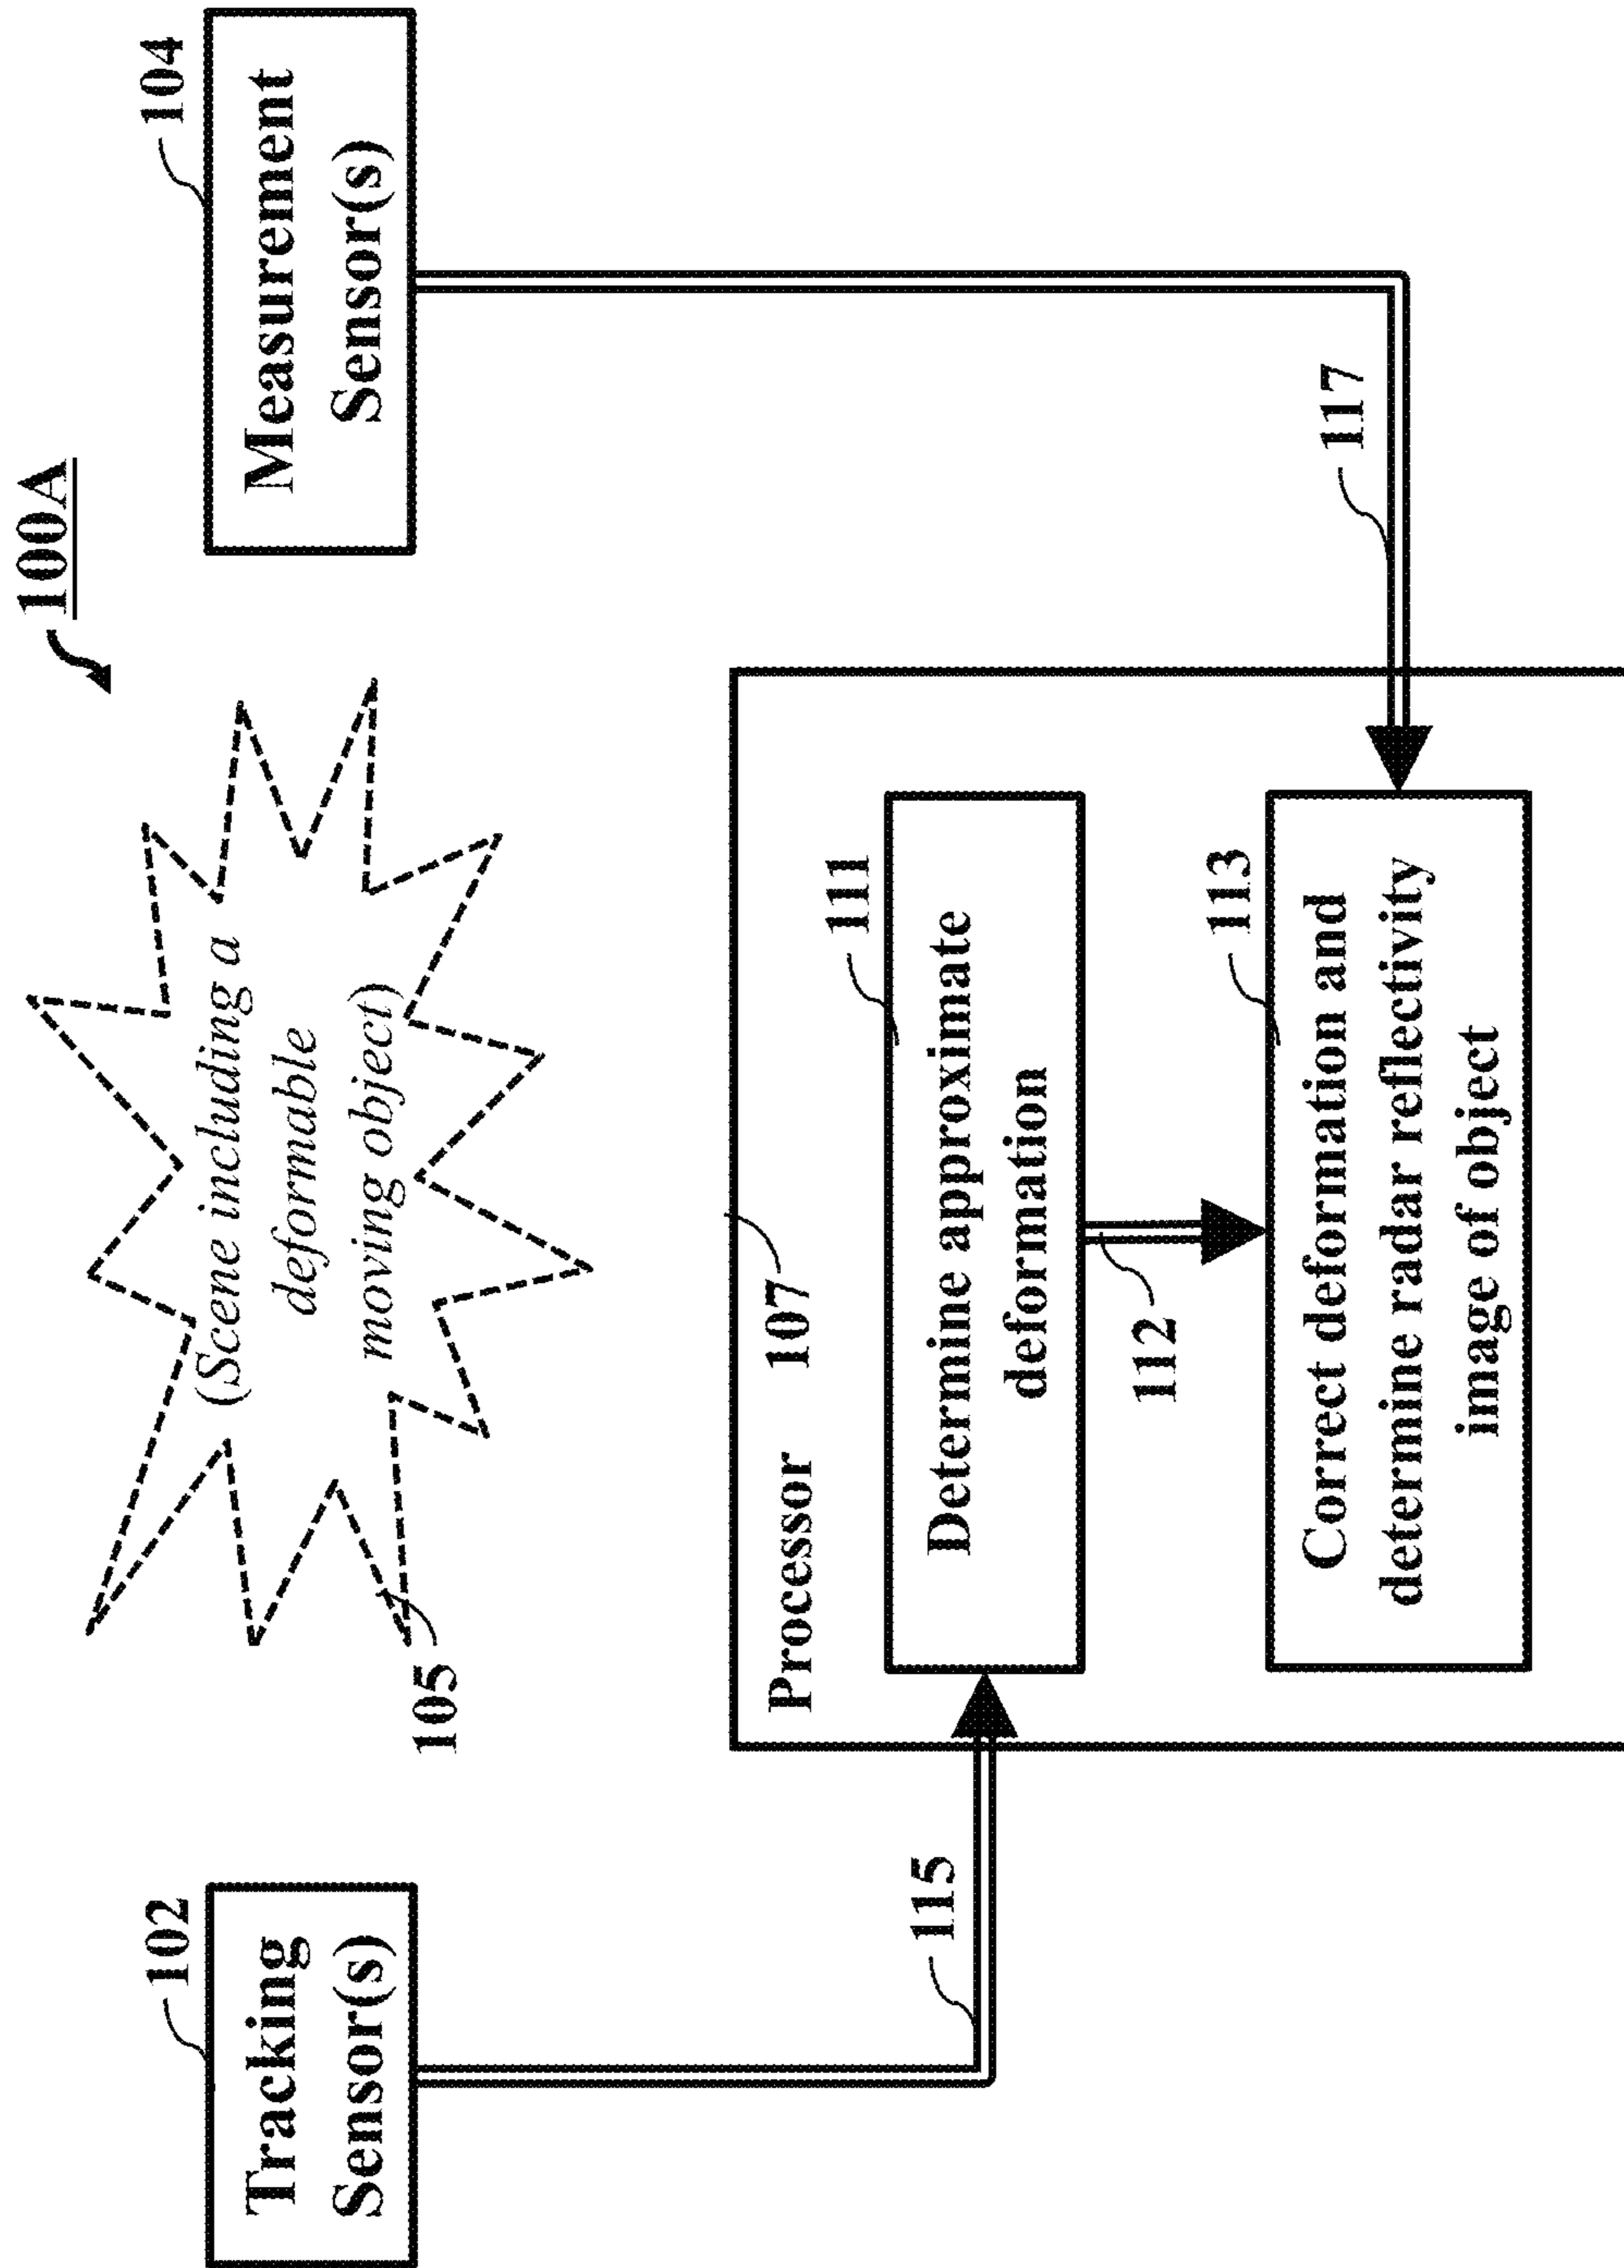 100A
102
Tracking
Sensor(s)
(Scene including a
deformable
moving object)
105
104
Measurement
Sensor(s)
Processor 107
115
111
Determine approximate
deformation
112
117
113
Correct deformation and
determine radar reflectivity
image of object